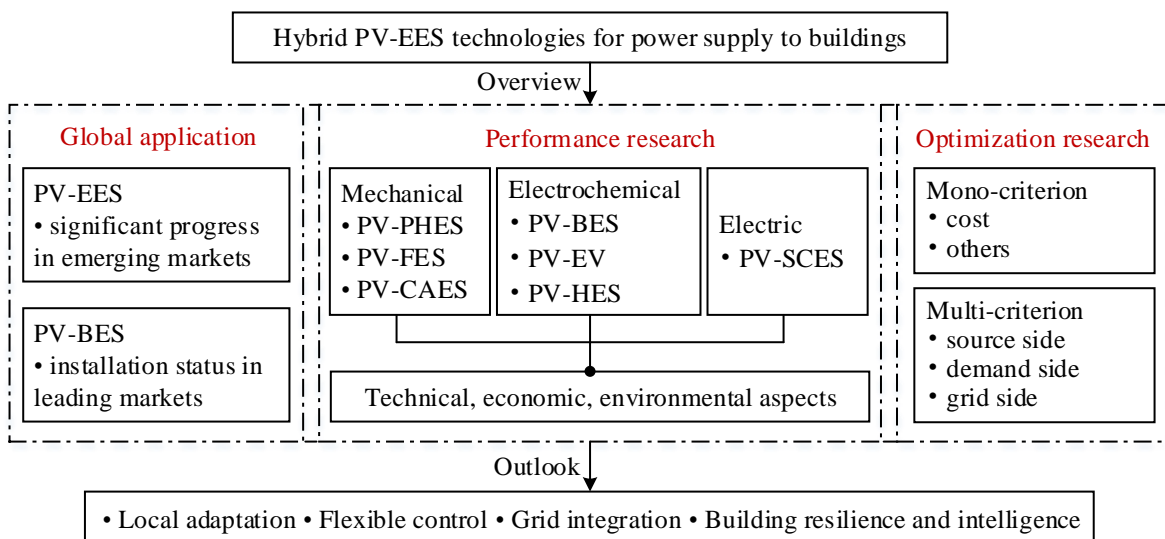 Hybrid PV-EES technologies for power supply to buildings
Overview
Global application
PV-EES
• significant progress
in emerging markets
PV-BES
• installation status in
leading markets
Performance research
Mechanical
• PV-PHES
• PV-FES
• PV-CAES
Electrochemical
• PV-BES
• PV-EV
• PV-HES
Electric
• PV-SCES
Technical, economic, environmental aspects
Optimization research
Mono-criterion
• cost
• others
Multi-criterion
• source side
• demand side
• grid side
Outlook
• Local adaptation • Flexible control • Grid integration • Building resilience and intelligence